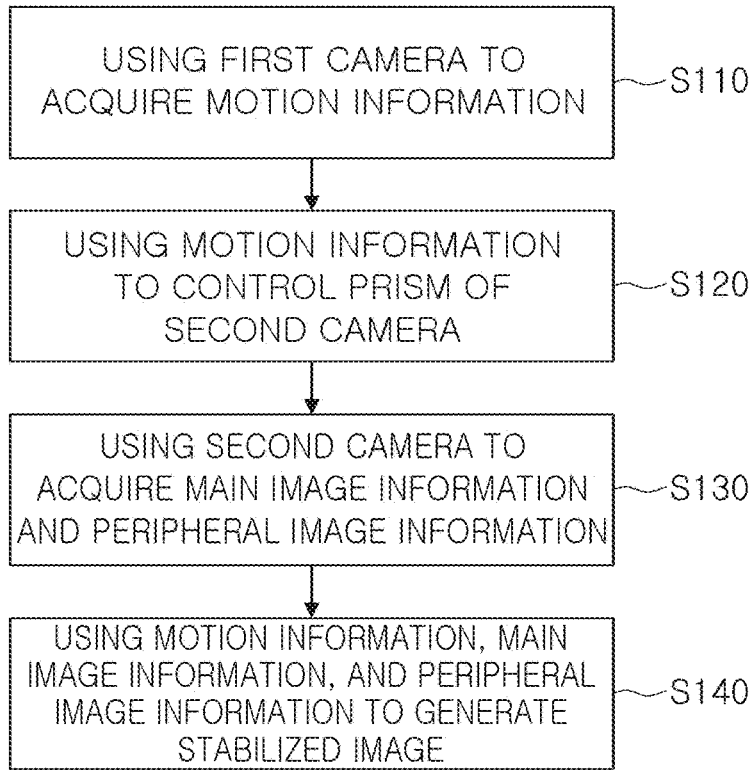 USING FIRST CAMERA TO
ACQUIRE MOTION INFORMATION
S110
USING MOTION INFORMATION
TO CONTROL PRISM OF
SECOND CAMERA
S120
USING SECOND CAMERA TO
ACQUIRE MAIN IMAGE INFORMATION
AND PERIPHERAL IMAGE INFORMATION
S130
USING MOTION INFORMATION, MAIN
IMAGE INFORMATION, AND PERIPHERAL
IMAGE INFORMATION TO GENERATE
STABILIZED IMAGE
S140